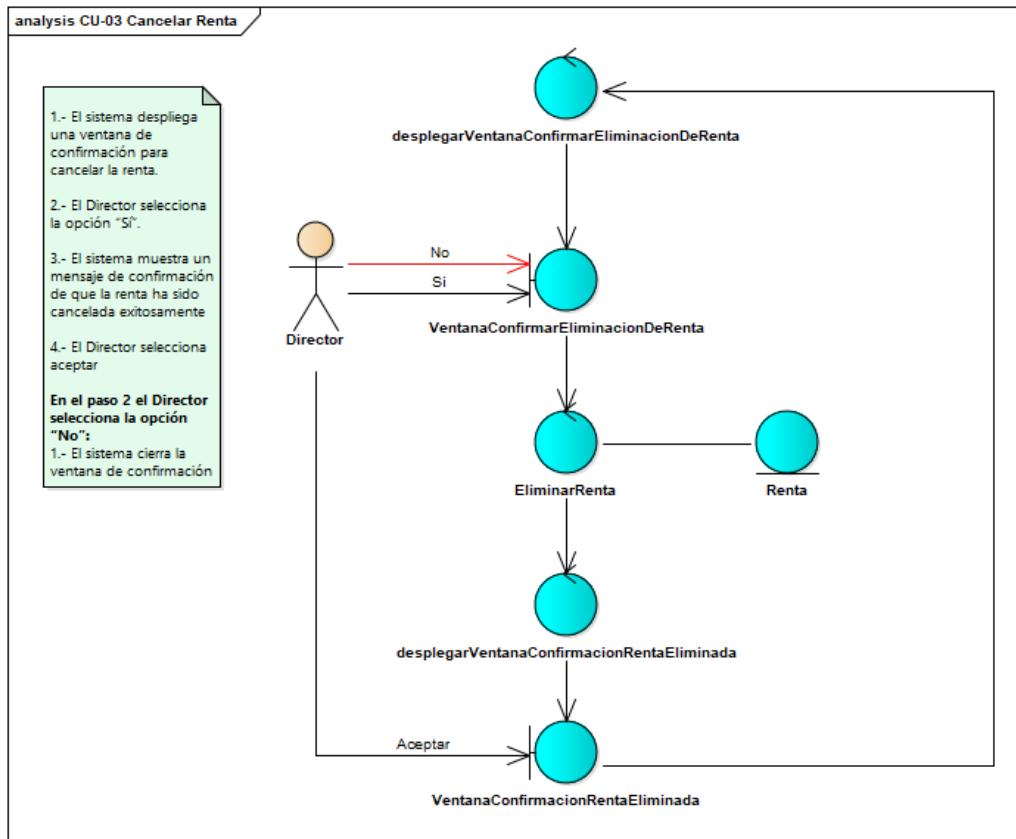 analysis CU-03 Cancelar Renta
1.- El sistema despliega
una ventana de
confirmación para
cancelar la renta.
2.- El Director selecciona
la opción “Sí”.
3.- El sistema muestra un
mensaje de confirmación
de que la renta ha sido
cancelada exitosamente
4.- El Director selecciona
aceptar
En el paso 2 el Director
selecciona la opción
“No”:
1.- El sistema cierra la
ventana de confirmación
desplegarVentanaConfirmarEliminacionDeRenta
No
Si
Director
VentanaConfirmarEliminacionDeRenta
EliminarRenta
Renta
desplegarVentanaConfirmacionRentaEliminada
Aceptar
VentanaConfirmacionRentaEliminada